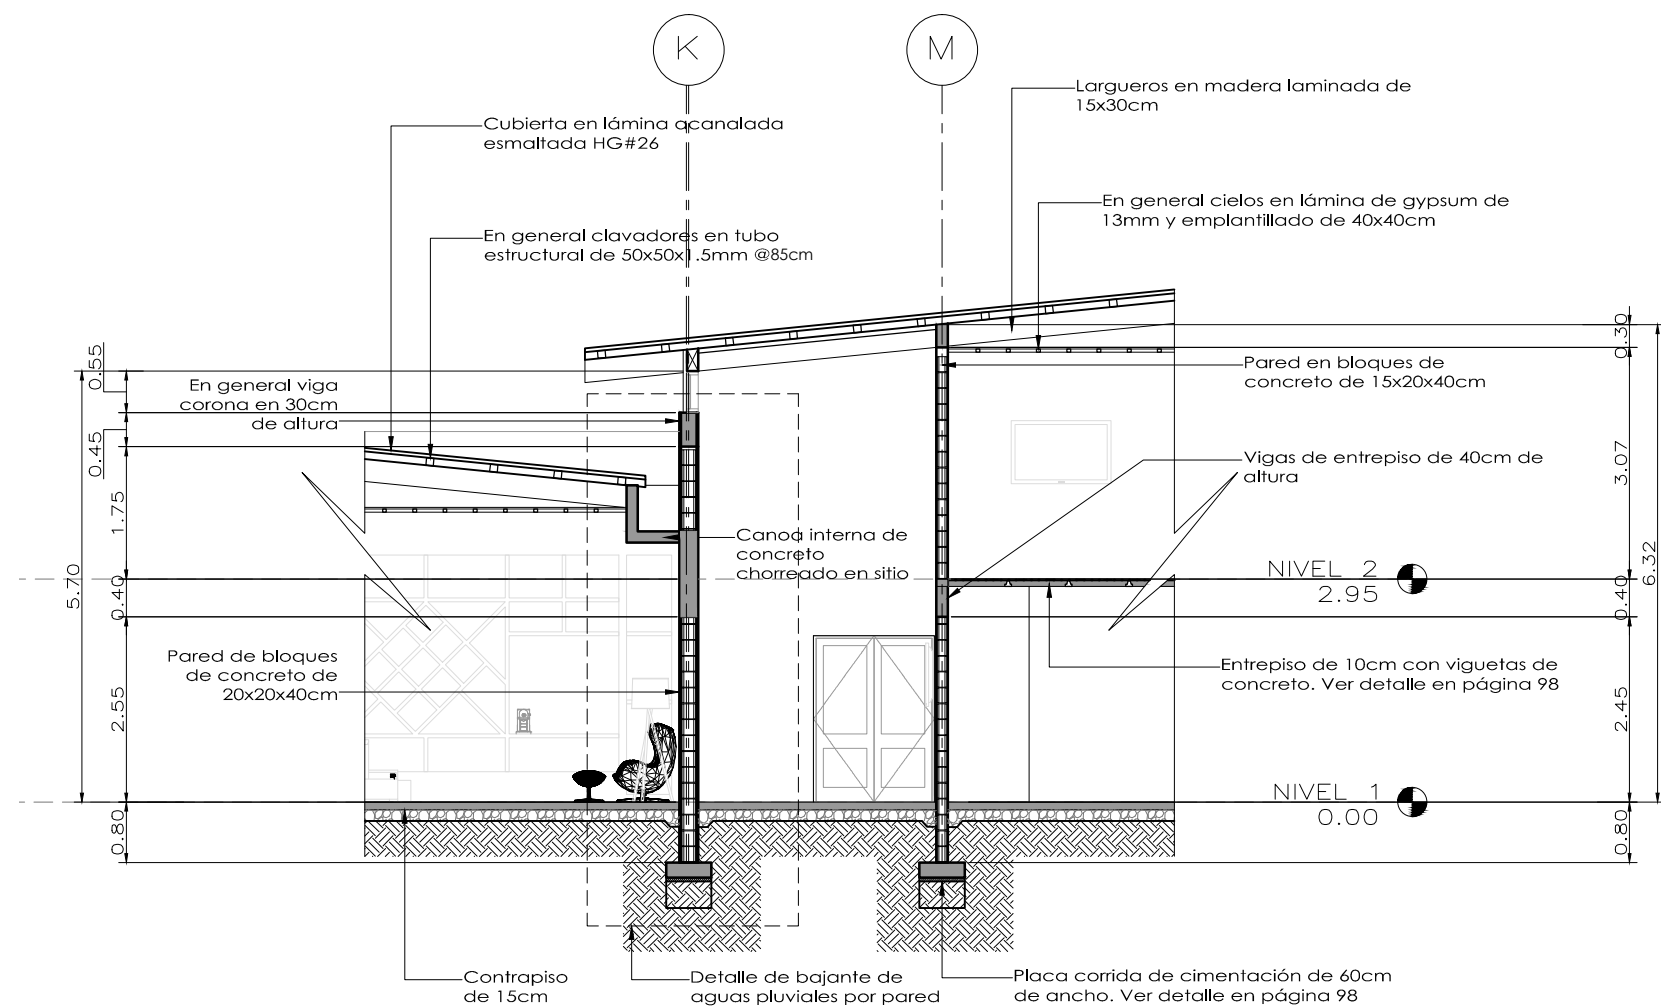 K
M
Largueros en madera laminada de
15x30cm
Cubierta en lámina acanalada
esmaltada HG#26
En general cielos en lámina de gypsum de
13mm y emplantillado de 40x40cm
En general clavadores en tubo
estructural de 50x50x1.5mm @85cm
En general viga
corona en 30cm
de altura
Pared en bloques de
concreto de 15x20x40cm
Vigas de entrepiso de 40cm de
altura
Canoa interna de
concreto
chorreado en sitio
NIVEL 2
2.95
Pared de bloques
de concreto de
20x20x40cm
Entrepiso de 10cm con viguetas de
concreto. Ver detalle en página 98
NIVEL 1
0.00
Contrapiso
de 15cm
Detalle de bajante de
aguas pluviales por pared
Placa corrida de cimentación de 60cm
de ancho. Ver detalle en página 98
5.70
0.55
0.45
1.75
0.40
2.55
0.80
0.30
3.07
0.40
2.45
0.80
6.32